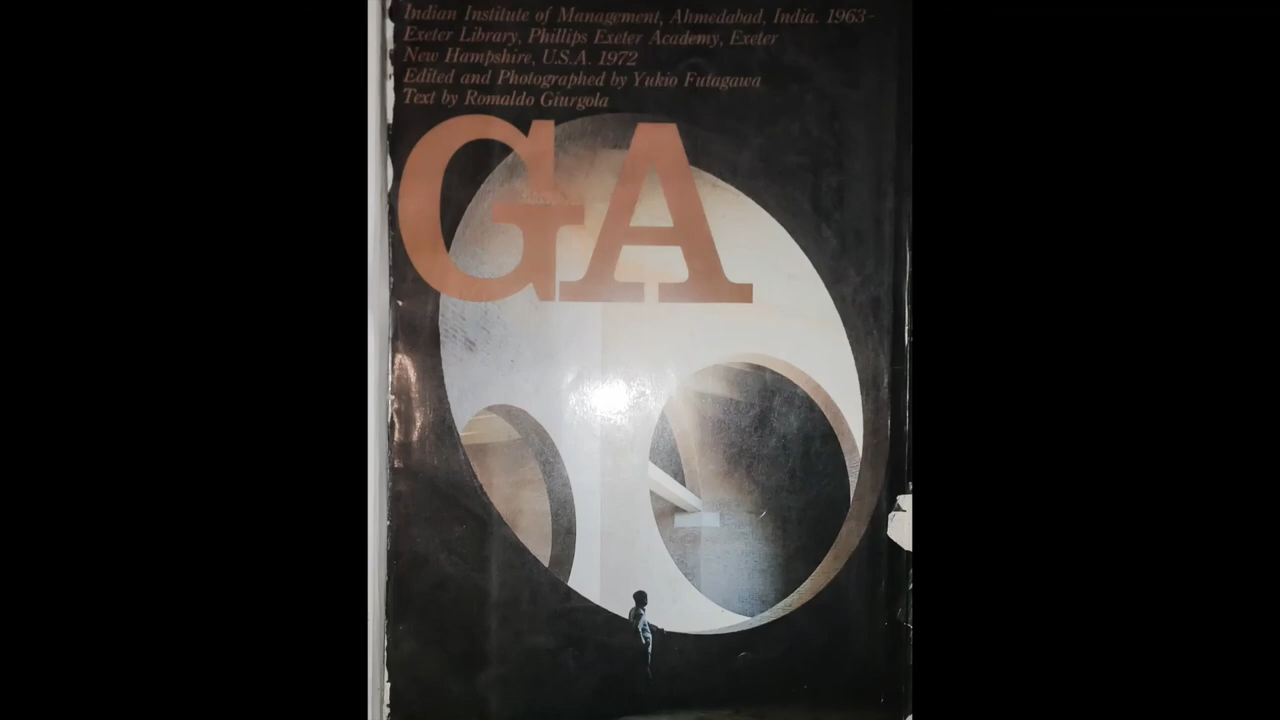 Indian Institute of Management, Ahmedabad, India. 1963-
Exeter Library, Phillips Exeter Academy, Exeter
New Hampshire, U.S.A. 1972
Edited and Photographed by Yukio Futagawa
Text by Romaldo Giurgola
GA